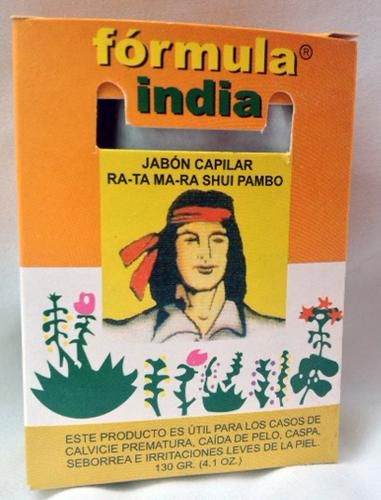 fórmula®
india
JABÓN CAPILAR
RA-TA MA-RA SHUI PAMBO
ESTE PRODUCTO ES ÚTIL PARA LOS CASOS DE
CALVICIE PREMATURA, CAÍDA DE PELO, CASPA,
SEBORREA E IRRITACIONES LEVES DE LA PIEL.
130 GR. (4.1 OZ.)